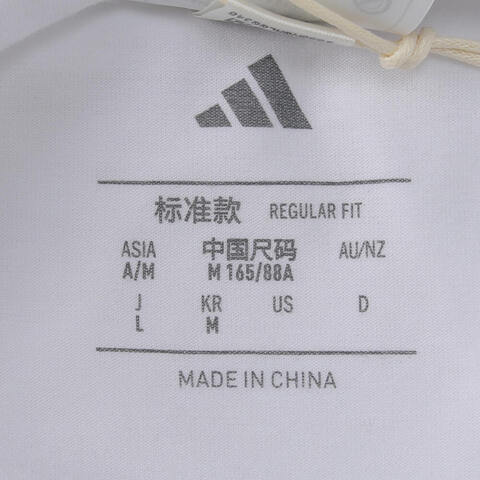 标准款 REGULAR FIT
ASIA 中国尺码 AU/NZ
A/M M 165/88A
J KR US D
L M
MADE IN CHINA